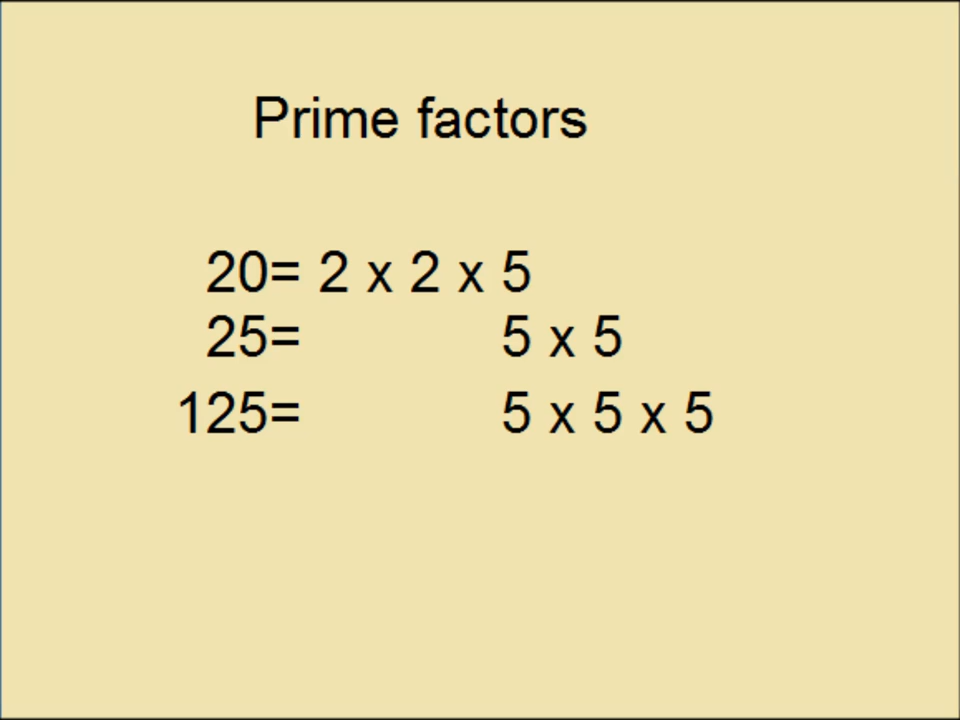 Prime factors
20= 2 x 2 x 5
25= 5 x 5
125= 5 x 5 x 5